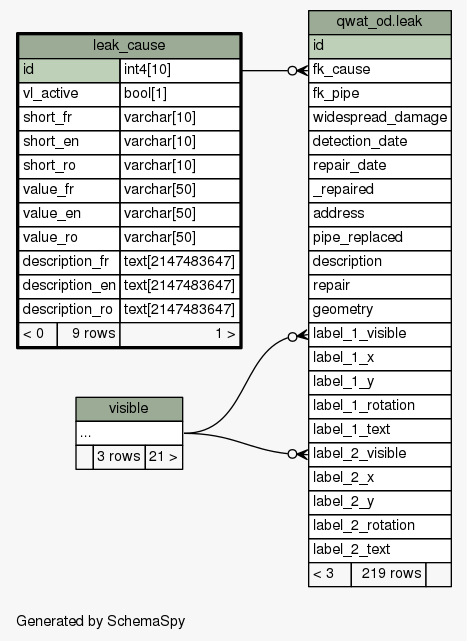 leak_cause
id int4[10]
vl_active bool[1]
short_fr varchar[10]
short_en varchar[10]
short_ro varchar[10]
value_fr varchar[50]
value_en varchar[50]
value_ro varchar[50]
description_fr text[2147483647]
description_en text[2147483647]
description_ro text[2147483647]
< 0 9 rows 1 >
qwat_od.leak
id
fk_cause
fk_pipe
widespread_damage
detection_date
repair_date
_repaired
address
pipe_replaced
description
repair
geometry
label_1_visible
label_1_x
label_1_y
label_1_rotation
label_1_text
label_2_visible
label_2_x
label_2_y
label_2_rotation
label_2_text
< 3 219 rows
visible
...
3 rows 21 >
Generated by SchemaSpy